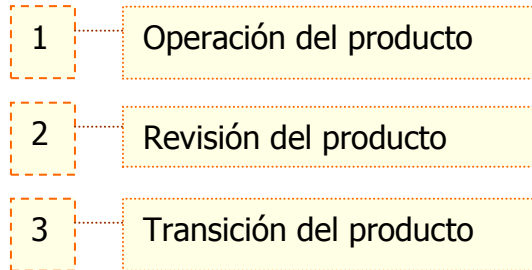 1 Operación del producto
2 Revisión del producto
3 Transición del producto